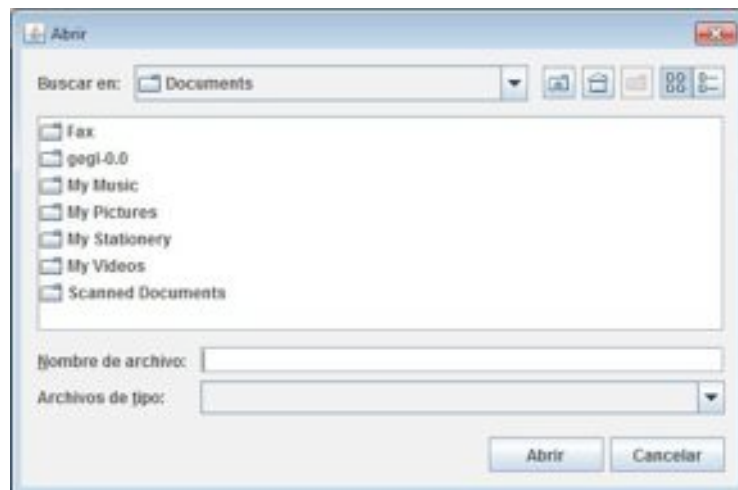 Abrir
Buscar en: Documents
Fax
gegl-0.0
My Music
My Pictures
My Stationery
My Videos
Scanned Documents
Nombre de archivo:
Archivos de tipo:
Abrir Cancelar